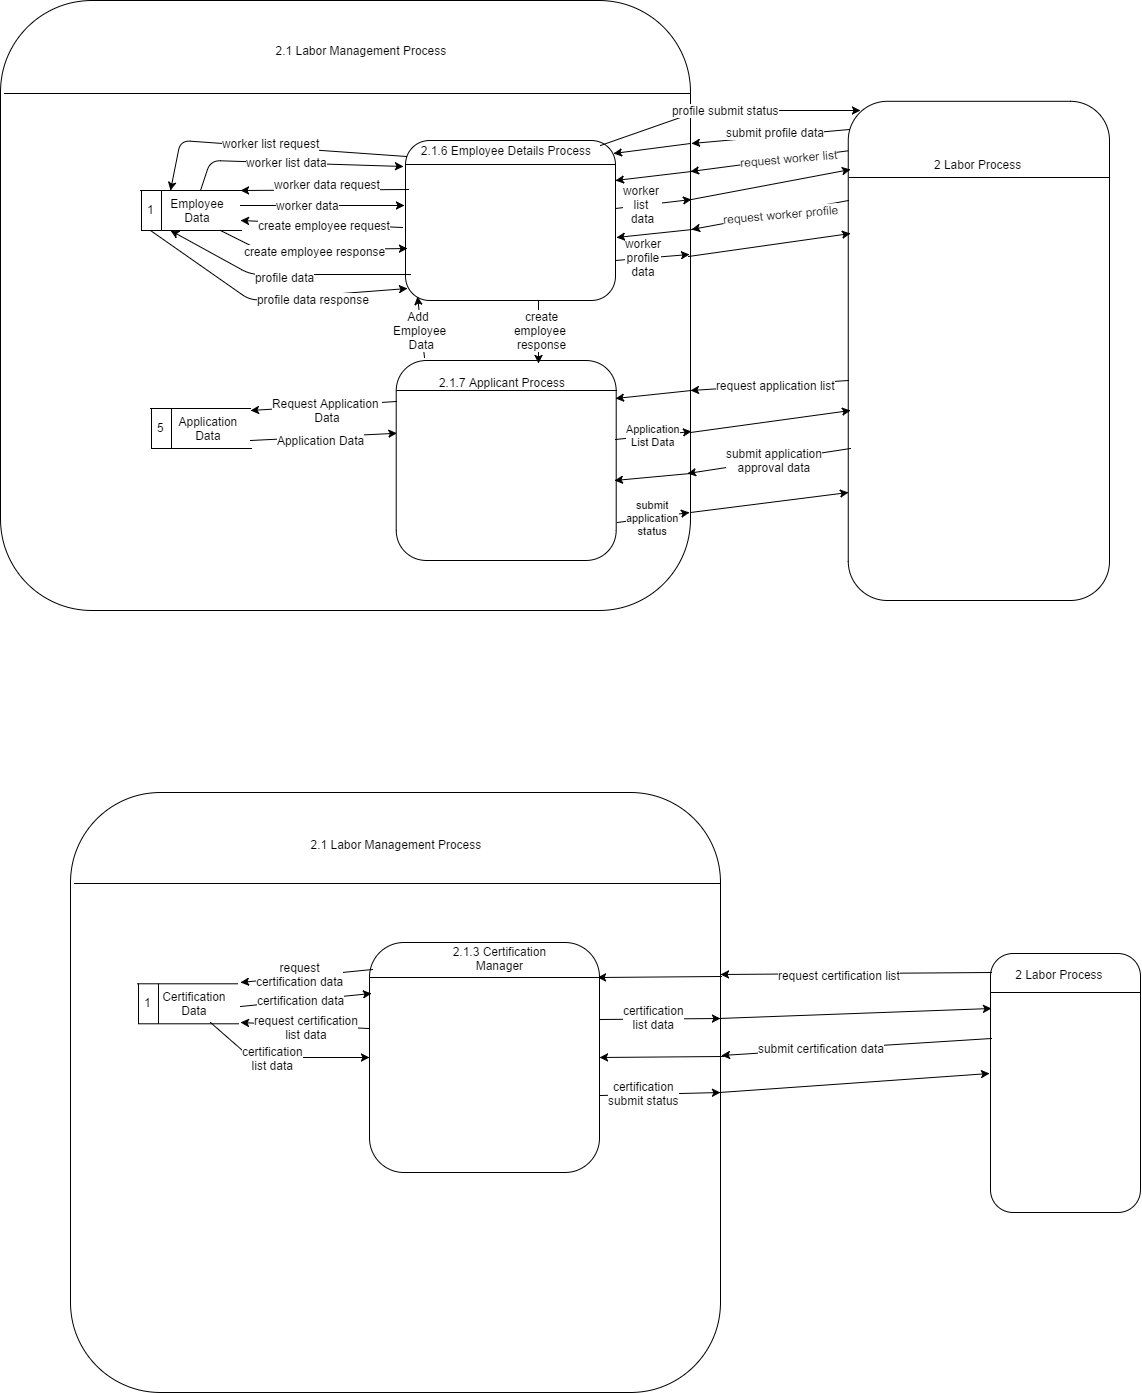 2.1 Labor Management Process
profile submit status
submit profile data
worker list request
2.1.6 Employee Details Process
request worker list
worker list data
2 Labor Process
worker data request
worker
list
data
1
Employee
Data
worker data
request worker profile
create employee request
worker
profile
data
create employee response
profile data
profile data response
Add
Employee
Data
create
employee
response
2.1.7 Applicant Process
request application list
Request Application
Data
5
Application
Data
Application
List Data
Application Data
submit application
approval data
submit
application
status
2.1 Labor Management Process
2.1.3 Certification
Manager
request
certification data
request certification list
2 Labor Process
1
Certification
Data
certification data
certification
list data
request certification
list data
submit certification data
certification
list data
certification
submit status